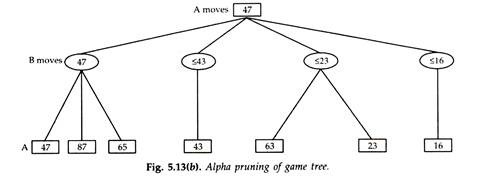 A moves 47
B moves 47 ≤43 ≤23 ≤16
A 47 87 65 43 63 23 16
Fig. 5.13(b). Alpha pruning of game tree.